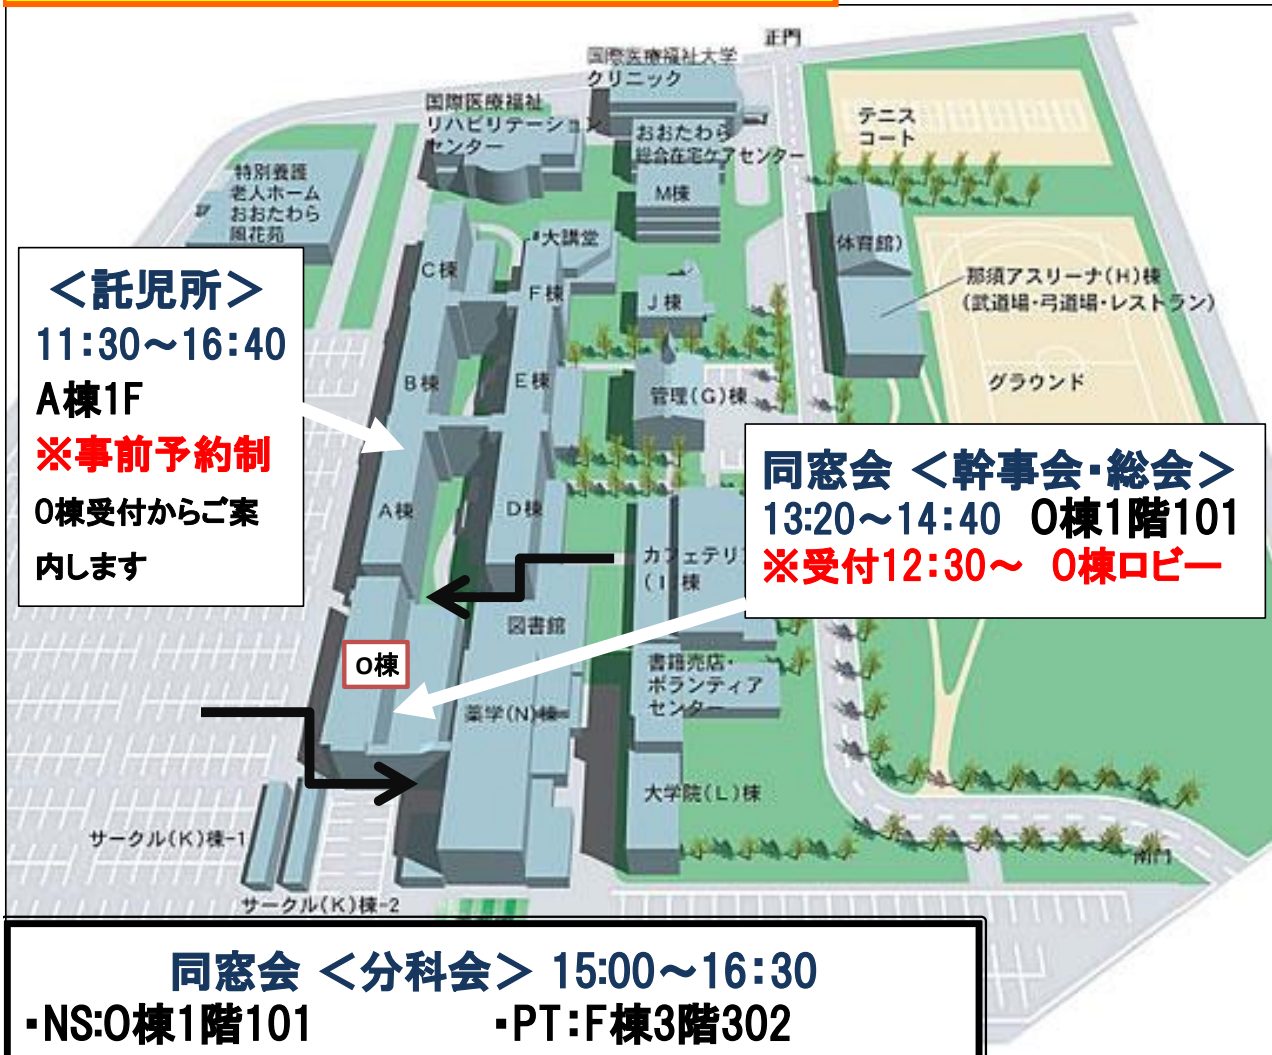 正門
国際医療福祉大学
クリニック
国際医療福祉
リハビリテーション
センター
おおたわら
総合在宅ケアセンター
テニス
コート
特別養護
老人ホーム
おおたわら
風花苑
M棟
大講堂
(体育館)
C棟
F棟
J棟
那須アスリーナ(H)棟
(武道場・弓道場・レストラン)
<託児所>
11:30～16:40
A棟1F
※事前予約制
O棟受付からご案
内します
B棟
E棟
管理(G)棟
グラウンド
同窓会 <幹事会・総会>
13:20～14:40 O棟1階101
※受付12:30～ O棟ロビー
A棟
D棟
カフェテリ
(I)棟
図書館
O棟
書籍売店・
ボランティア
センター
薬学(N)棟
大学院(L)棟
サークル(K)棟-1
南門
サークル(K)棟-2
同窓会 <分科会> 15:00～16:30
・NS:O棟1階101 ・PT:F棟3階302